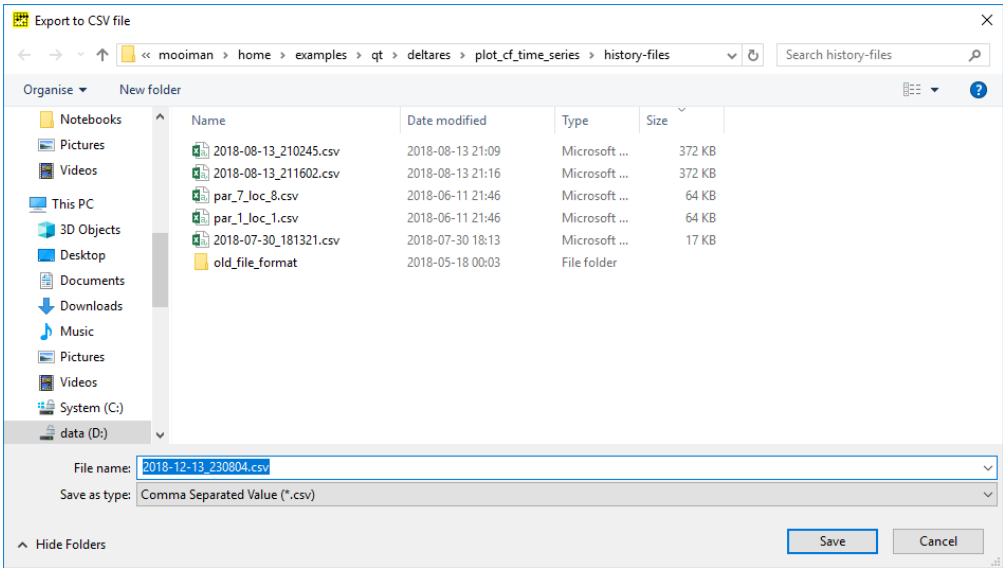 Export to CSV file
« mooiman > home > examples > qt > deltares > plot_cf_time_series > history-files
Search history-files
Organise
New folder
Name Date modified Type Size
2018-08-13_210245.csv 2018-08-13 21:09 Microsoft ... 372 KB
2018-08-13_211602.csv 2018-08-13 21:16 Microsoft ... 372 KB
par_7_loc_8.csv 2018-06-11 21:46 Microsoft ... 64 KB
par_1_loc_1.csv 2018-06-11 21:46 Microsoft ... 64 KB
2018-07-30_181321.csv 2018-07-30 18:13 Microsoft ... 17 KB
old_file_format 2018-05-18 00:03 File folder
Notebooks
Pictures
Videos
This PC
3D Objects
Desktop
Documents
Downloads
Music
Pictures
Videos
System (C:)
data (D:)
File name: 2018-12-13_230804.csv
Save as type: Comma Separated Value (*.csv)
Hide Folders
Save
Cancel